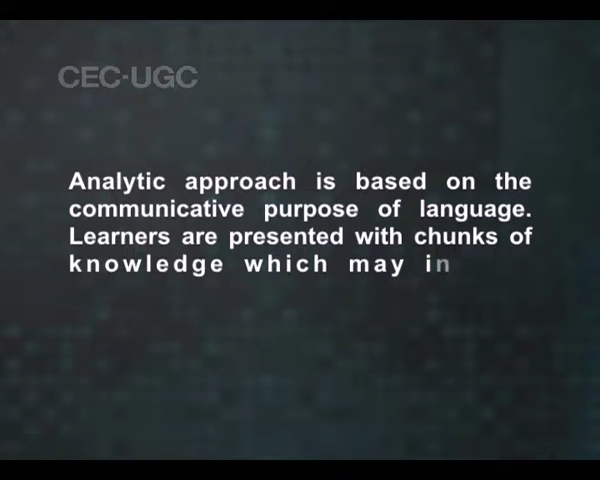 CEC-UGC
Analytic approach is based on the
communicative purpose of language.
Learners are presented with chunks of
knowledge which may in